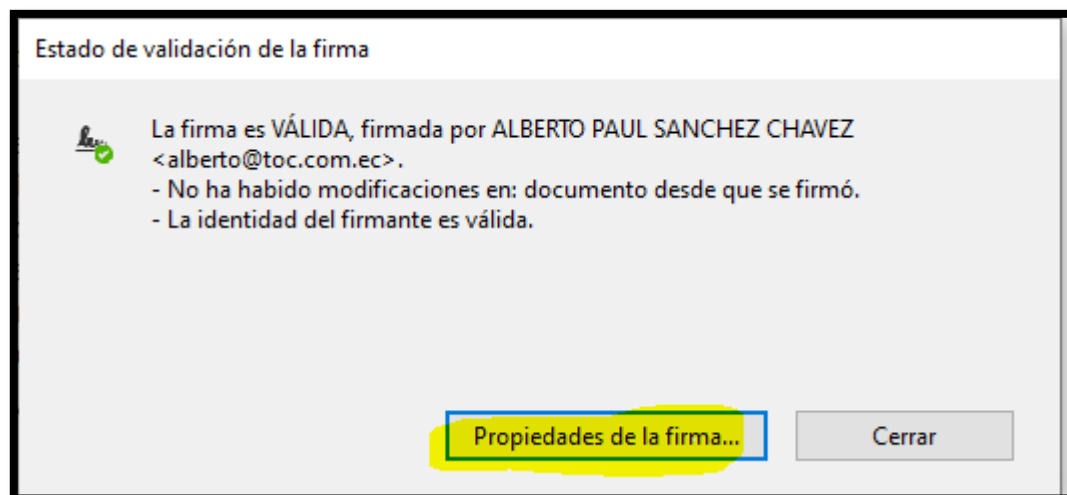 Estado de validación de la firma
La firma es VÁLIDA, firmada por ALBERTO PAUL SANCHEZ CHAVEZ
<alberto@toc.com.ec>.
- No ha habido modificaciones en: documento desde que se firmó.
- La identidad del firmante es válida.
Propiedades de la firma...
Cerrar